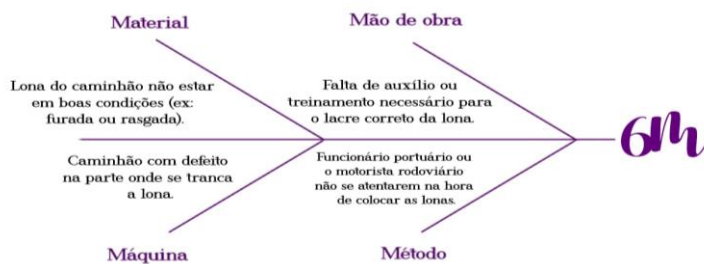 Material
Mão de obra
Lona do caminhão não estar
em boas condições (ex:
furada ou rasgada).
Falta de auxílio ou
treinamento necessário para
o lacre correto da lona.
6m
Caminhão com defeito
na parte onde se tranca
a lona.
Funcionário portuário ou
o motorista rodoviário
não se atentarem na hora
de colocar as lonas.
Máquina
Método